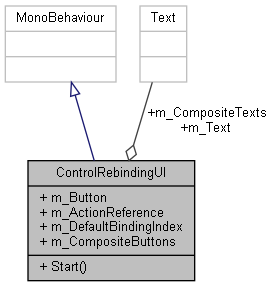 MonoBehaviour
Text
+m_CompositeTexts
+m_Text
ControlRebindingUI
+ m_Button
+ m_ActionReference
+ m_DefaultBindingIndex
+ m_CompositeButtons
+ Start()